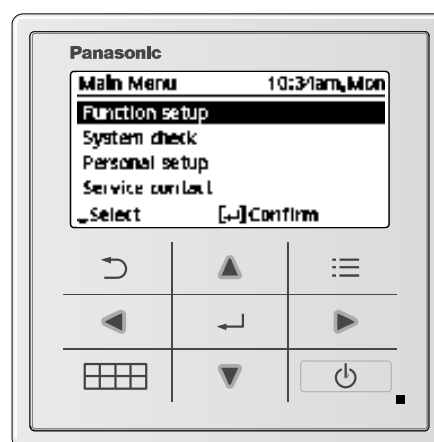 Panasonic
Main Menu 10:34am,Mon
Function setup
System check
Personal setup
Service contact
Select [↵]Confirm